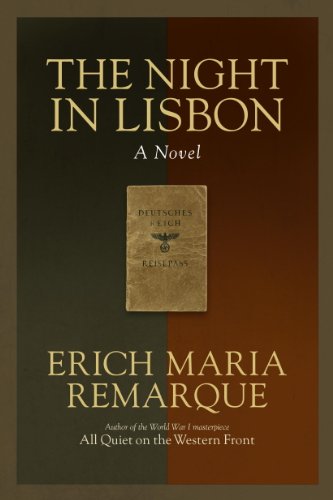 THE NIGHT
IN LISBON
A Novel
DEUTSCHES
REICH
REISEPASS
ERICH MARIA
REMARQUE
Author of the World War I masterpiece
All Quiet on the Western Front